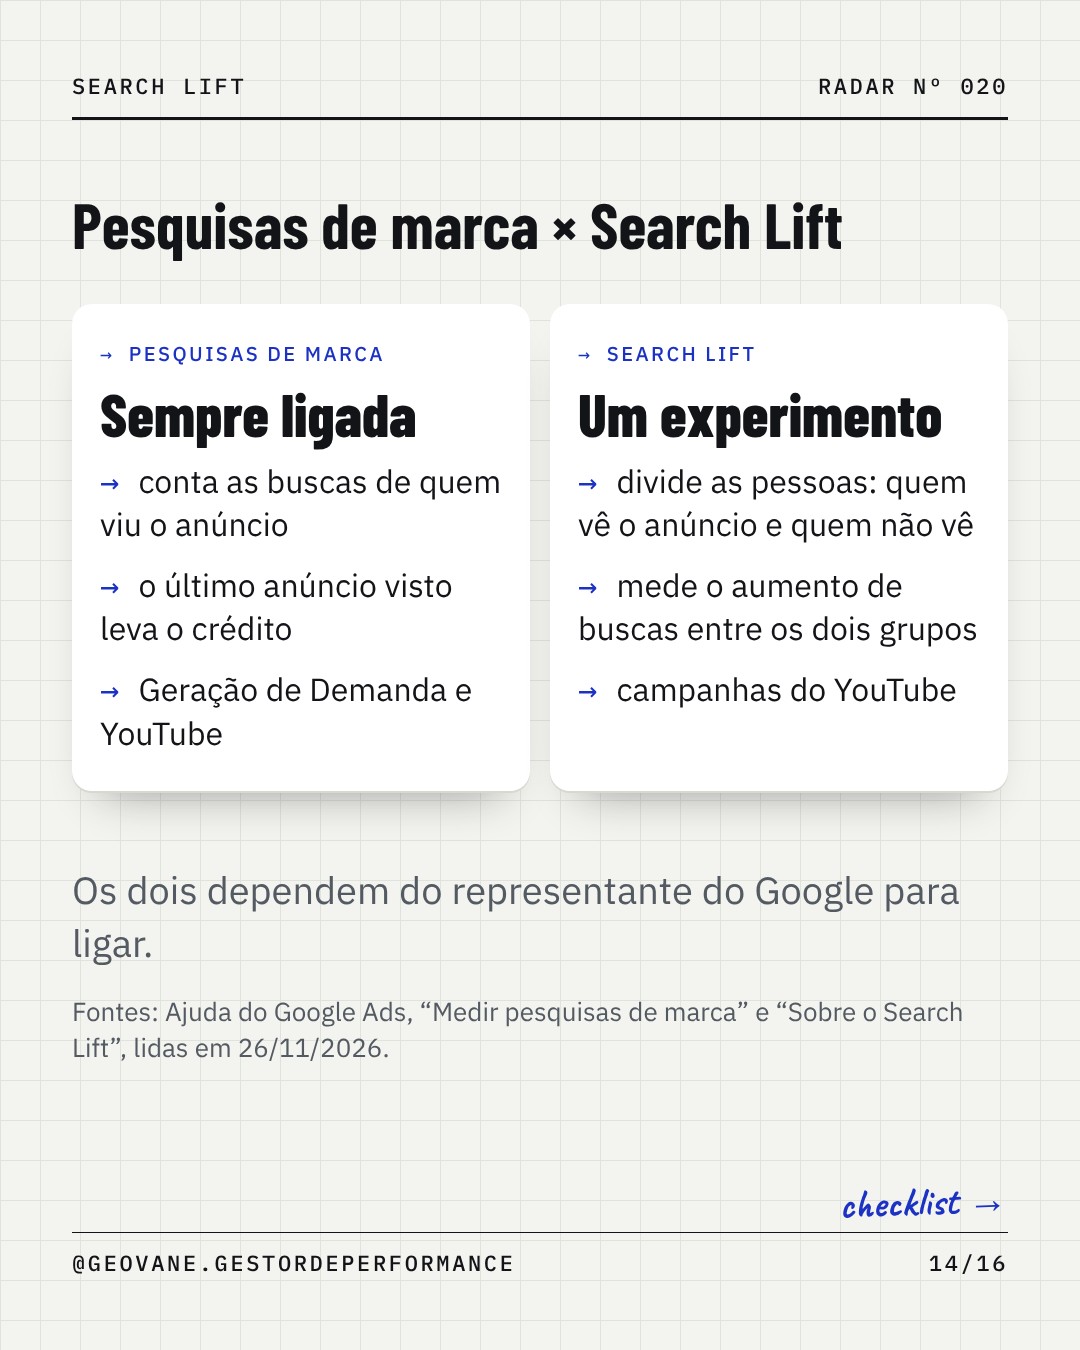 SEARCH LIFT
RADAR Nº 020
Pesquisas de marca × Search Lift
→ PESQUISAS DE MARCA
Sempre ligada
→ conta as buscas de quem
viu o anúncio
→ o último anúncio visto
leva o crédito
→ Geração de Demanda e
YouTube
→ SEARCH LIFT
Um experimento
→ divide as pessoas: quem
vê o anúncio e quem não vê
→ mede o aumento de
buscas entre os dois grupos
→ campanhas do YouTube
Os dois dependem do representante do Google para
ligar.
Fontes: Ajuda do Google Ads, “Medir pesquisas de marca” e “Sobre o Search
Lift”, lidas em 26/11/2026.
checklist →
@GEOVANE.GESTORDEPERFORMANCE
14/16